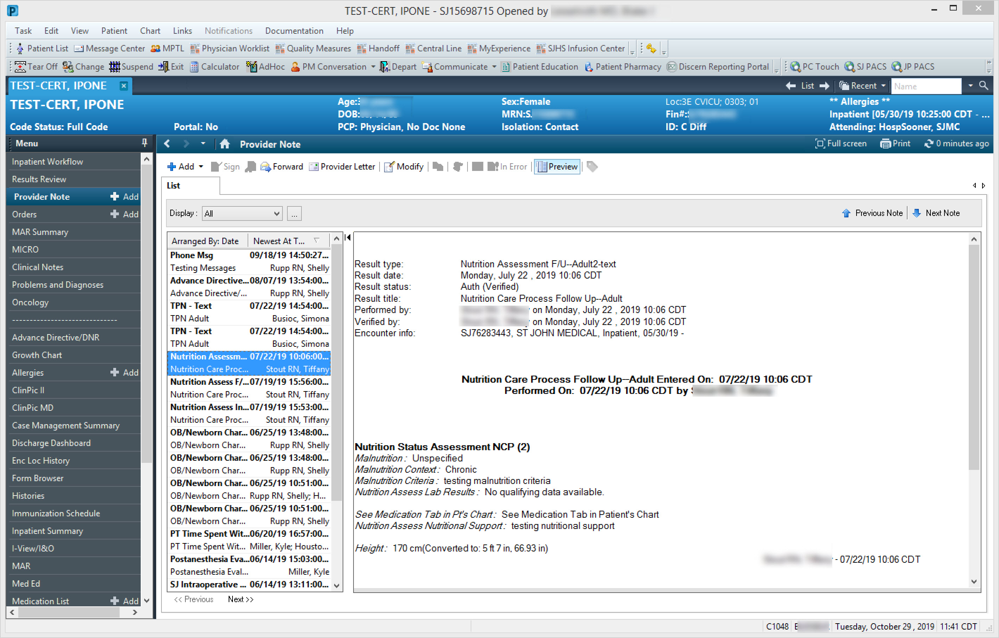 P
TEST-CERT, IPONE - SJ15698715 Opened by
Task Edit View Patient Chart Links Notifications Documentation Help
Patient List Message Center MPTL Physician Worklist Quality Measures Handoff Central Line MyExperience SJHS Infusion Center
Tear Off Change Suspend Exit Calculator AdHoc PM Conversation Depart Communicate Patient Education Patient Pharmacy Discern Reporting Portal PC Touch SJ PACS JP PACS
TEST-CERT, IPONE List Recent Name
TEST-CERT, IPONE Age: Sex:Female Loc:3E CVICU; 0303; 01 ** Allergies **
DOB: MRN:S. Fin#: Inpatient [05/30/19 10:25:00 CDT - ...
Code Status: Full Code Portal: No PCP: Physician, No Doc None Isolation: Contact ID: C Diff Attending: HospSooner, SJMC
Menu
Inpatient Workflow
Results Review
Provider Note Add
Orders Add
MAR Summary
MICRO
Clinical Notes
Problems and Diagnoses
Oncology
------------------------------
Advance Directive/DNR
Growth Chart
Allergies Add
ClinPic II
ClinPic MD
Case Management Summary
Discharge Dashboard
Enc Loc History
Form Browser
Histories
Immunization Schedule
Inpatient Summary
I-View/I&O
MAR
Med Ed
Medication List Add
Provider Note Full screen Print 0 minutes ago
Add Sign Forward Provider Letter Modify In Error Preview
List
Display : All ... Previous Note Next Note
Arranged By: Date Newest At T...
Phone Msg 09/18/19 14:50:27...
Testing Messages Rupp RN, Shelly
Advance Directive...08/07/19 13:54:00...
Advance Directive/... Rupp RN, Shelly
TPN - Text 07/22/19 14:54:00...
TPN Adult Busioc, Simona
TPN - Text 07/22/19 14:54:00...
TPN Adult Busioc, Simona
Nutrition Assessm... 07/22/19 10:06:00...
Nutrition Care Proc... Stout RN, Tiffany
Nutrition Assess F/...07/19/19 15:56:00...
Nutrition Care Proc... Stout RN, Tiffany
Nutrition Assess In...07/19/19 15:53:00...
Nutrition Care Proc... Stout RN, Tiffany
OB/Newborn Char... 06/25/19 13:48:00...
OB/Newborn Char... Rupp RN, Shelly
OB/Newborn Char... 06/25/19 13:48:00...
OB/Newborn Char... Rupp RN, Shelly
OB/Newborn Char... 06/25/19 10:51:00...
OB/Newborn Char... Rupp RN, Shelly; H...
OB/Newborn Char... 06/25/19 10:51:00...
OB/Newborn Char... Rupp RN, Shelly
PT Time Spent Wit...06/20/19 16:57:00...
PT Time Spent Wit... Miller, Kyle; Housto...
Postanesthesia Eva...06/14/19 15:03:00...
Postanesthesia Eval... Miller, Kyle
SJ Intraoperative ... 06/14/19 13:11:00...
<< Previous Next >>
Result type: Nutrition Assessment F/U--Adult2-text
Result date: Monday, July 22 , 2019 10:06 CDT
Result status: Auth (Verified)
Result title: Nutrition Care Process Follow Up--Adult
Performed by: on Monday, July 22 , 2019 10:06 CDT
Verified by: on Monday, July 22 , 2019 10:06 CDT
Encounter info: SJ76283443, ST JOHN MEDICAL, Inpatient, 05/30/19 -
Nutrition Care Process Follow Up--Adult Entered On: 07/22/19 10:06 CDT
Performed On: 07/22/19 10:06 CDT by
Nutrition Status Assessment NCP (2)
Malnutrition : Unspecified
Malnutrition Context : Chronic
Malnutrition Criteria : testing malnutrition criteria
Nutrition Assess Lab Results : No qualifying data available.
See Medication Tab in Pt's Chart : See Medication Tab in Patient's Chart
Nutrition Assess Nutritional Support : testing nutritional support
Height : 170 cm(Converted to: 5 ft 7 in, 66.93 in)
- 07/22/19 10:06 CDT
C1048 Tuesday, October 29 , 2019 11:41 CDT